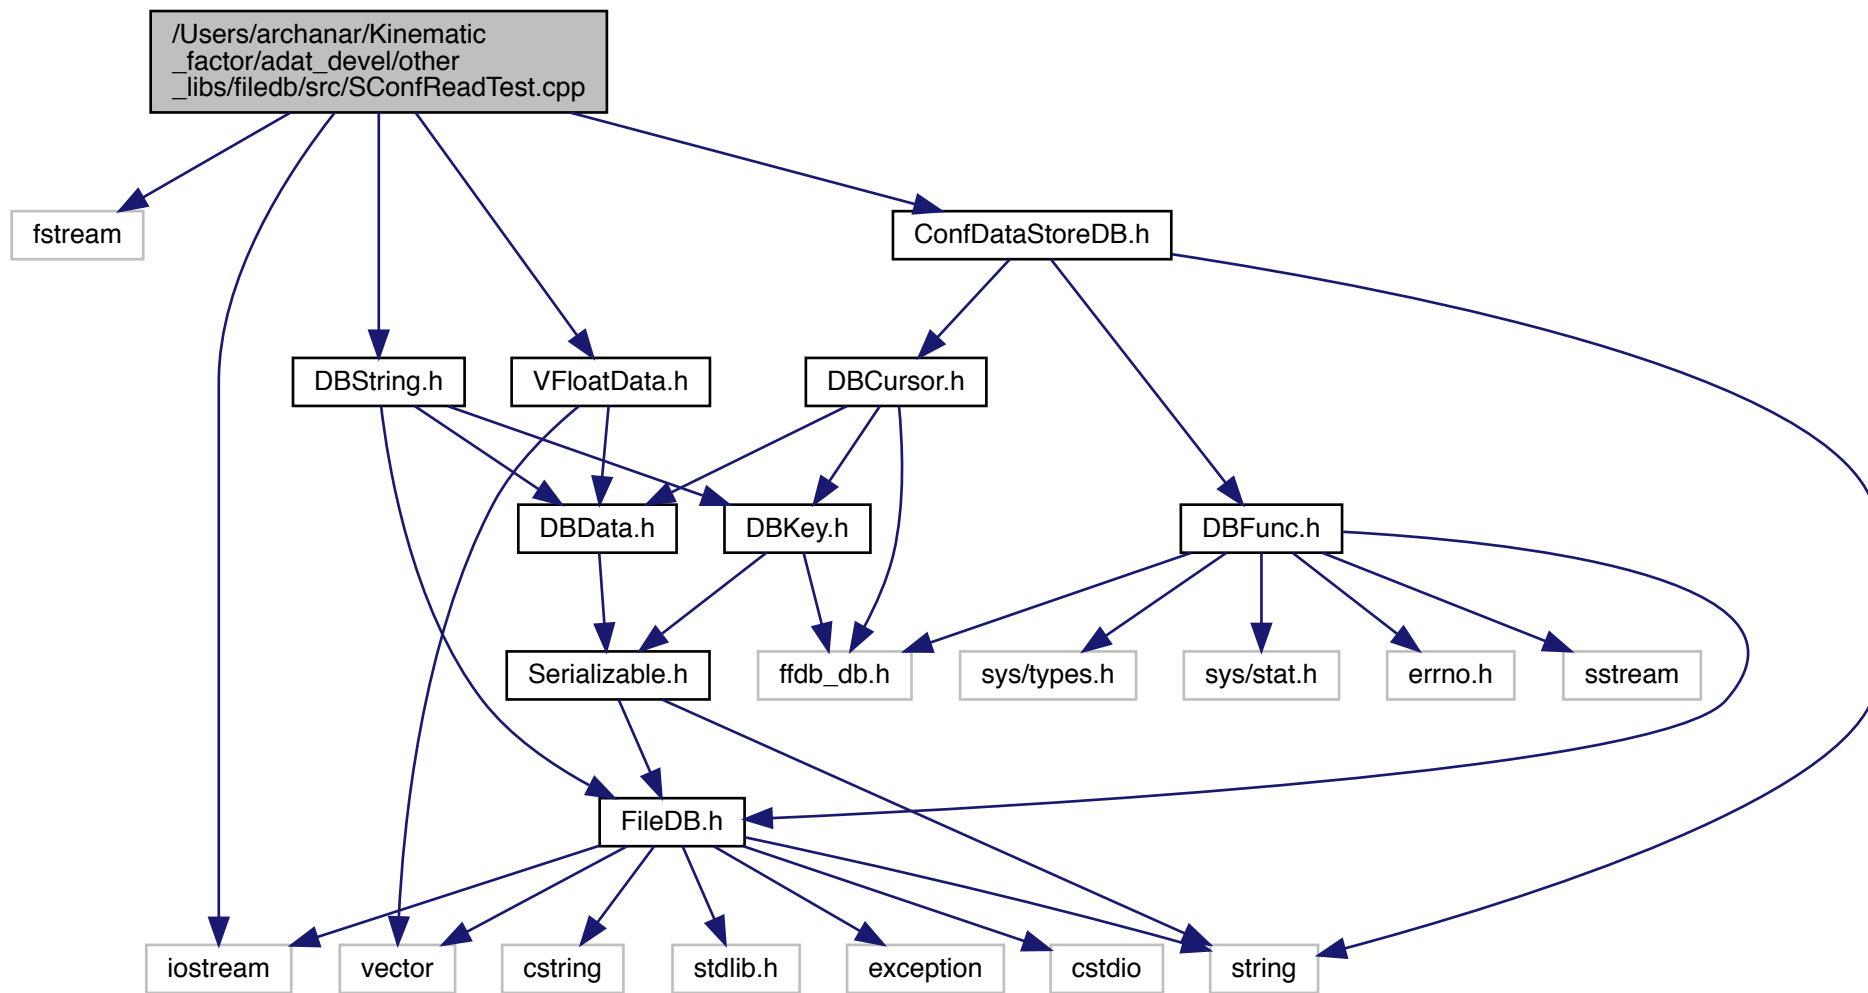 /Users/archanar/Kinematic
_factor/adat_devel/other
_libs/filedb/src/SConfReadTest.cpp
fstream
ConfDataStoreDB.h
DBString.h
VFloatData.h
DBCursor.h
DBData.h
DBKey.h
DBFunc.h
Serializable.h
ffdb_db.h
sys/types.h
sys/stat.h
errno.h
sstream
FileDB.h
iostream
vector
cstring
stdlib.h
exception
cstdio
string